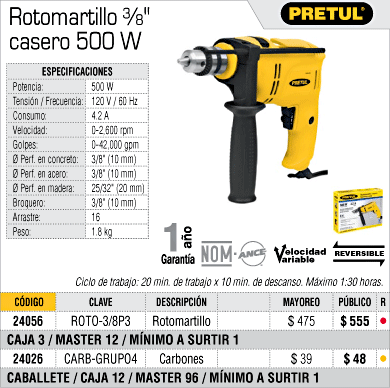 Rotomartillo 3/8"
casero 500 W
PRETUL®
ESPECIFICACIONES
Potencia: 500 W
Tensión / Frecuencia: 120 V / 60 Hz
Consumo: 4.2 A
Velocidad: 0-2,600 rpm
Golpes: 0-42,000 gpm
Ø Perf. en concreto: 3/8" (10 mm)
Ø Perf. en acero: 3/8" (10 mm)
Ø Perf. en madera: 25/32" (20 mm)
Broquero: 3/8" (10 mm)
Arrastre: 16
Peso: 1.8 kg
PRETUL
1 año
Garantía
NOM-ANCE
Velocidad
Variable
REVERSIBLE
Ciclo de trabajo: 20 min. de trabajo x 10 min. de descanso. Máximo 1:30 horas.
CÓDIGO CLAVE DESCRIPCIÓN MAYOREO PÚBLICO R
24056 ROTO-3/8P3 Rotomartillo $ 475 $ 555
CAJA 3 / MASTER 12 / MÍNIMO A SURTIR 1
24026 CARB-GRUPO4 Carbones $ 39 $ 48
CABALLETE / CAJA 12 / MASTER 96 / MÍNIMO A SURTIR 1